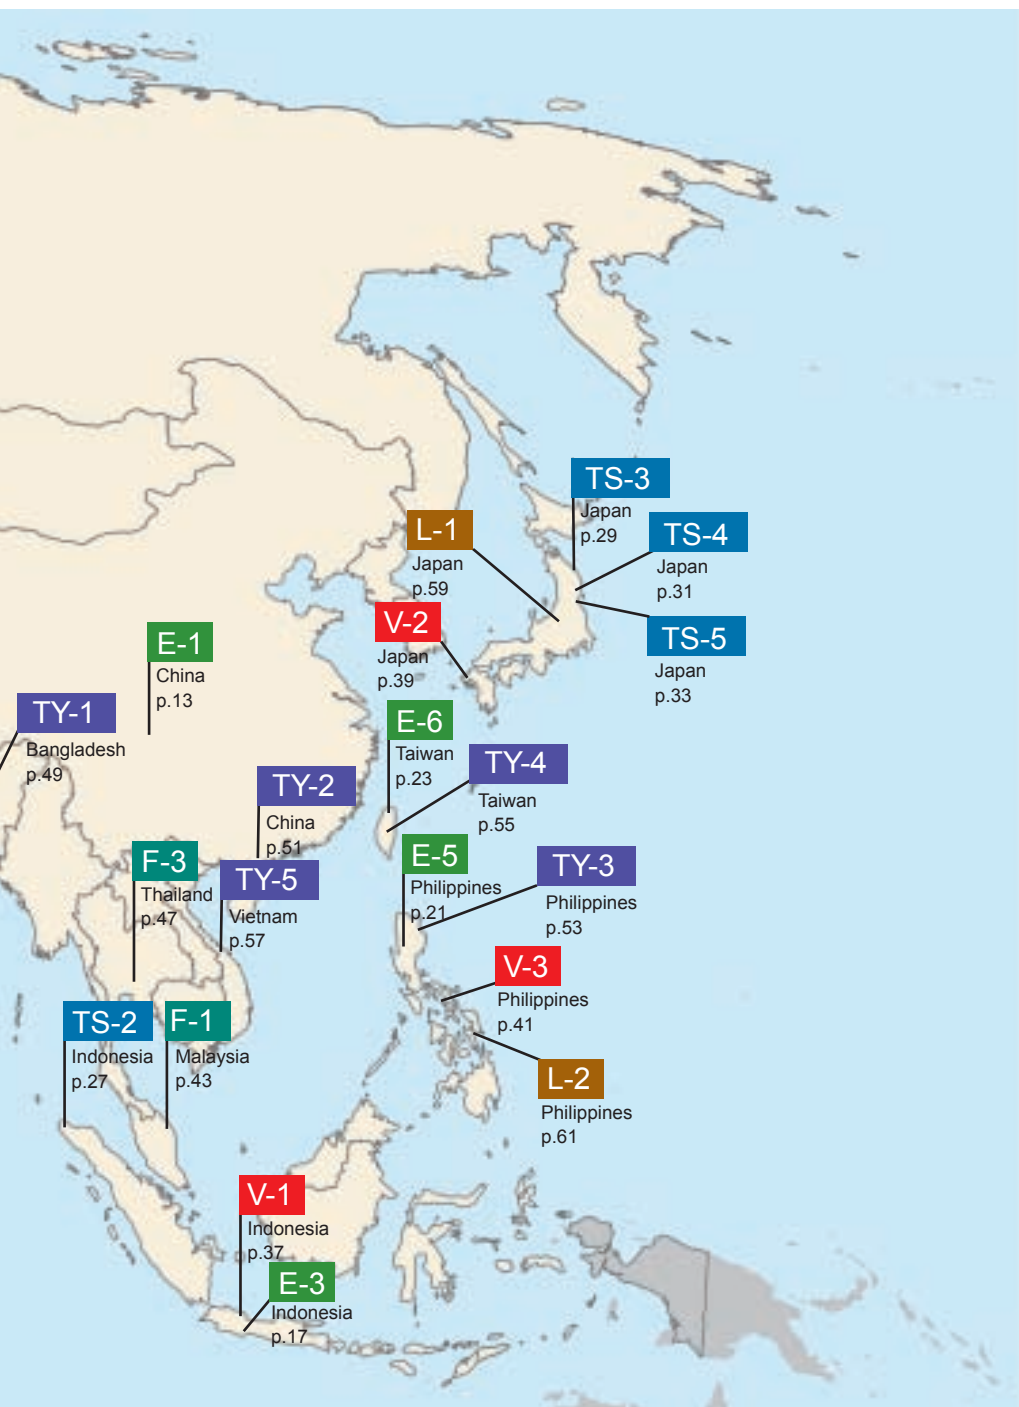 TS-3
Japan
p.29
L-1
Japan
p.59
TS-4
Japan
p.31
V-2
Japan
p.39
TS-5
Japan
p.33
E-1
China
p.13
TY-1
Bangladesh
p.49
E-6
Taiwan
p.23
TY-4
Taiwan
p.55
TY-2
China
p.51
E-5
Philippines
p.21
TY-3
Philippines
p.53
F-3
Thailand
p.47
TY-5
Vietnam
p.57
V-3
Philippines
p.41
TS-2
Indonesia
p.27
F-1
Malaysia
p.43
L-2
Philippines
p.61
V-1
Indonesia
p.37
E-3
Indonesia
p.17